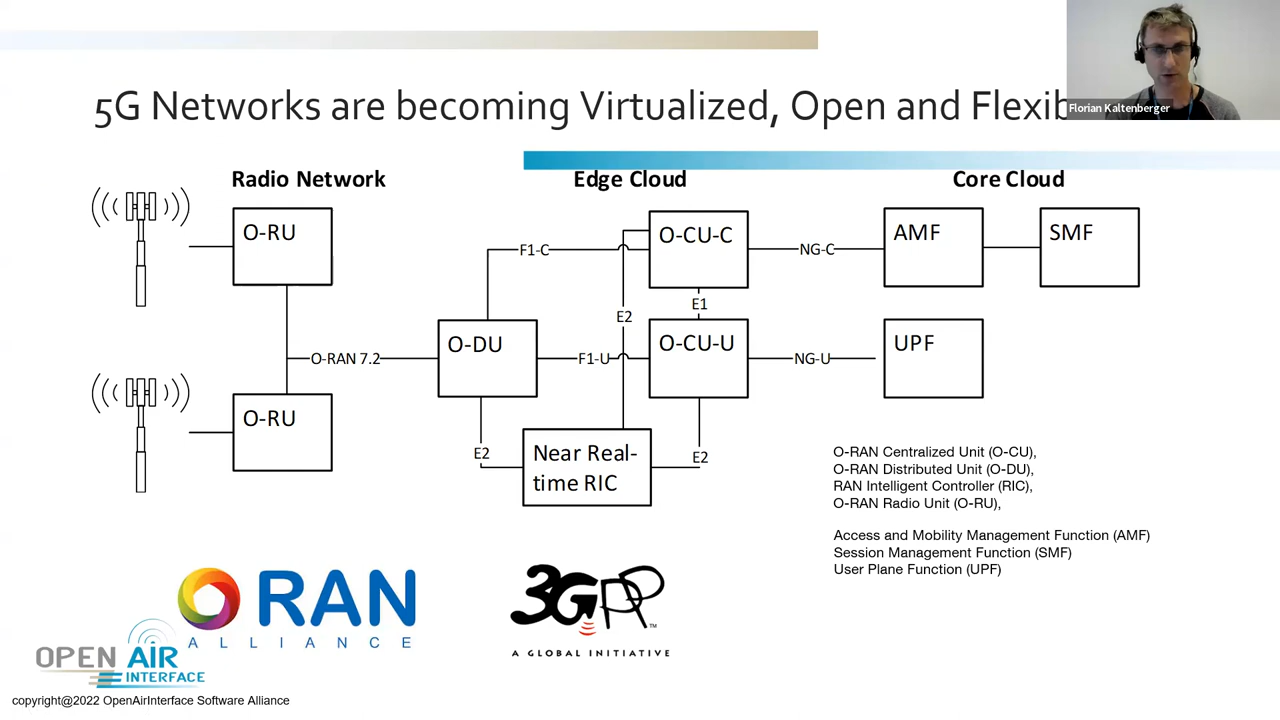 5G Networks are becoming Virtualized, Open and Flexib
Florian Kaltenberger
Radio Network
Edge Cloud
Core Cloud
O-RU
O-CU-C
AMF
SMF
F1-C
NG-C
E1
E2
O-DU
O-CU-U
UPF
O-RAN 7.2
F1-U
NG-U
O-RU
E2
Near Real-
time RIC
E2
O-RAN Centralized Unit (O-CU),
O-RAN Distributed Unit (O-DU),
RAN Intelligent Controller (RIC),
O-RAN Radio Unit (O-RU),
Access and Mobility Management Function (AMF)
Session Management Function (SMF)
User Plane Function (UPF)
O RAN
ALLIANCE
3GPP
TM
A GLOBAL INITIATIVE
OPEN AIR
INTERFACE
copyright@2022 OpenAirInterface Software Alliance